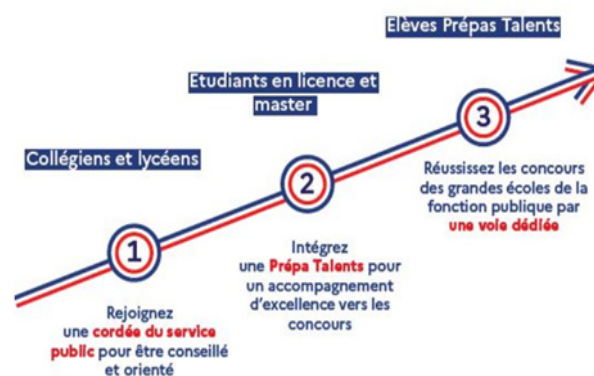 Collégiens et lycéens
1
Rejoignez
une cordée du service
public pour être conseillé
et orienté
Etudiants en licence et
master
2
Intégrez
une Prépa Talents pour
un accompagnement
d'excellence vers les
concours
Elèves Prépas Talents
3
Réussissez les concours
des grandes écoles de la
fonction publique par
une voie dédiée